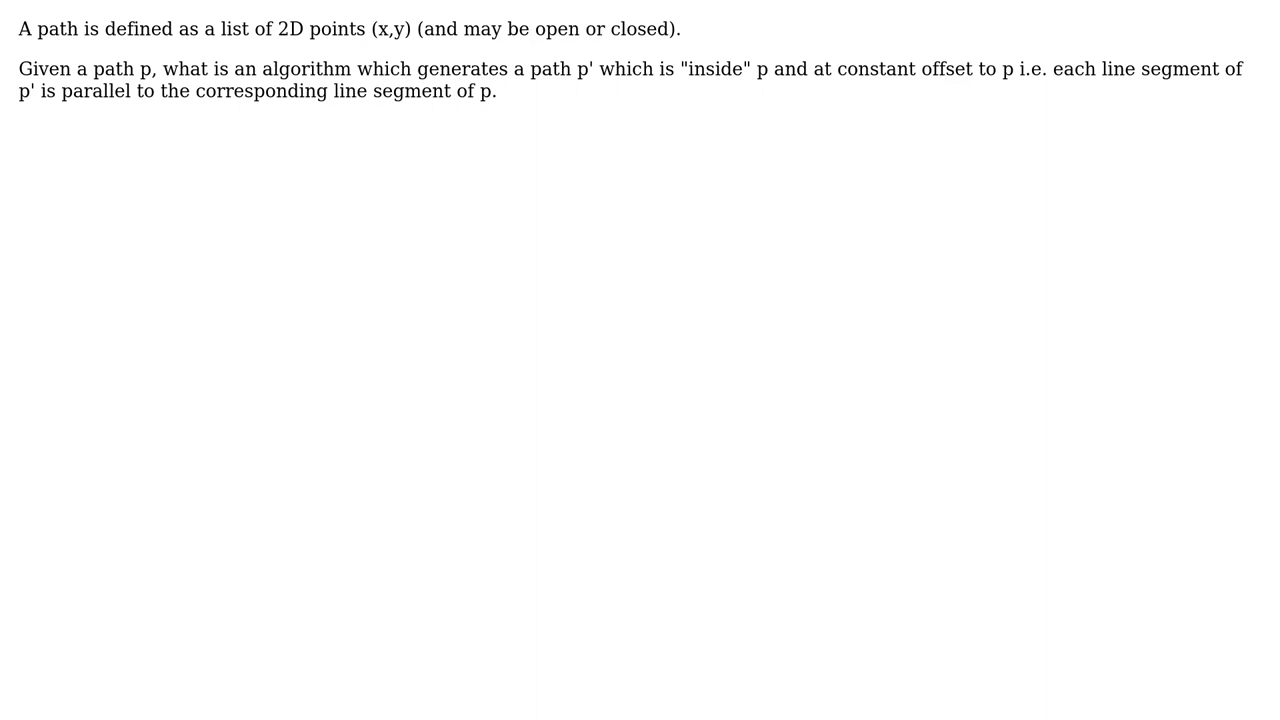 A path is defined as a list of 2D points (x,y) (and may be open or closed).
Given a path p, what is an algorithm which generates a path p' which is "inside" p and at constant offset to p i.e. each line segment of
p' is parallel to the corresponding line segment of p.